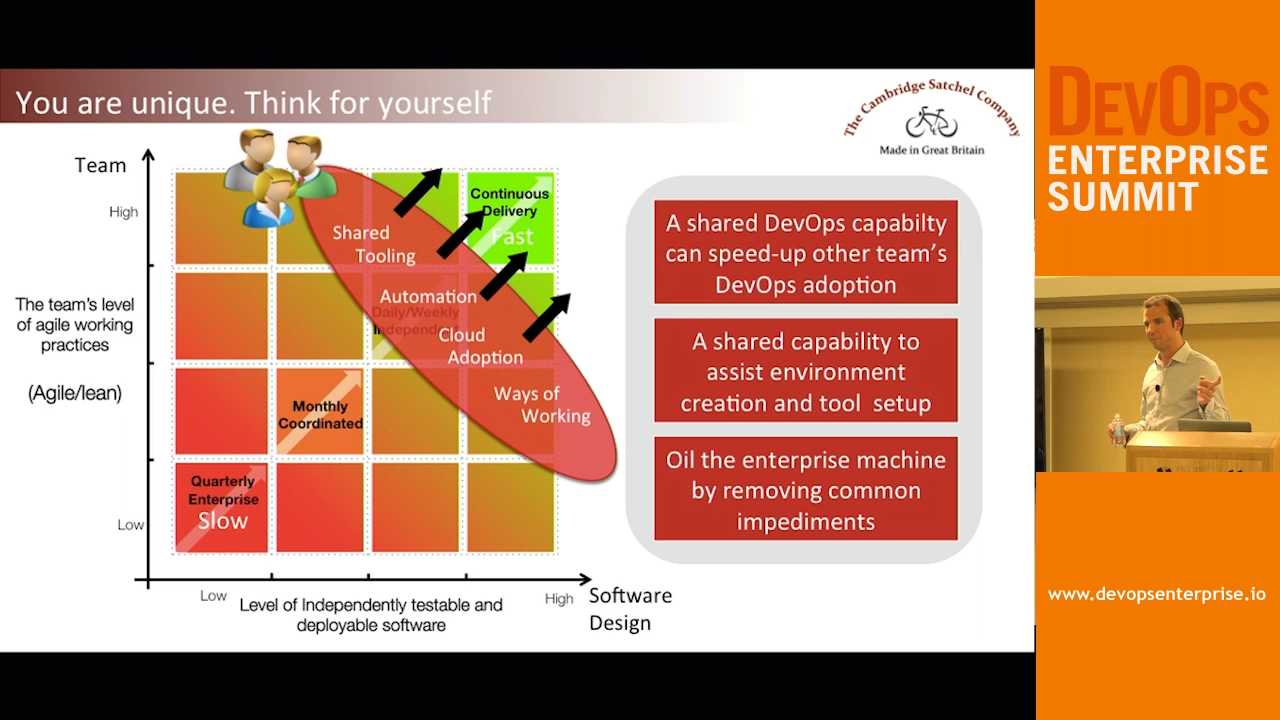 You are unique. Think for yourself
The Cambridge Satchel Company
Made in Great Britain
Team
High
The team's level
of agile working
practices
(Agile/lean)
Low
Continuous
Delivery
Fast
Shared
Tooling
Automation
Daily/Weekly
Independent
Cloud
Adoption
Ways of
Working
Monthly
Coordinated
Quarterly
Enterprise
Slow
Low
Level of Independently testable and
deployable software
High
Software
Design
A shared DevOps capabilty
can speed-up other team's
DevOps adoption
A shared capability to
assist environment
creation and tool setup
Oil the enterprise machine
by removing common
impediments
DEVOPS
ENTERPRISE
SUMMIT
www.devopsenterprise.io